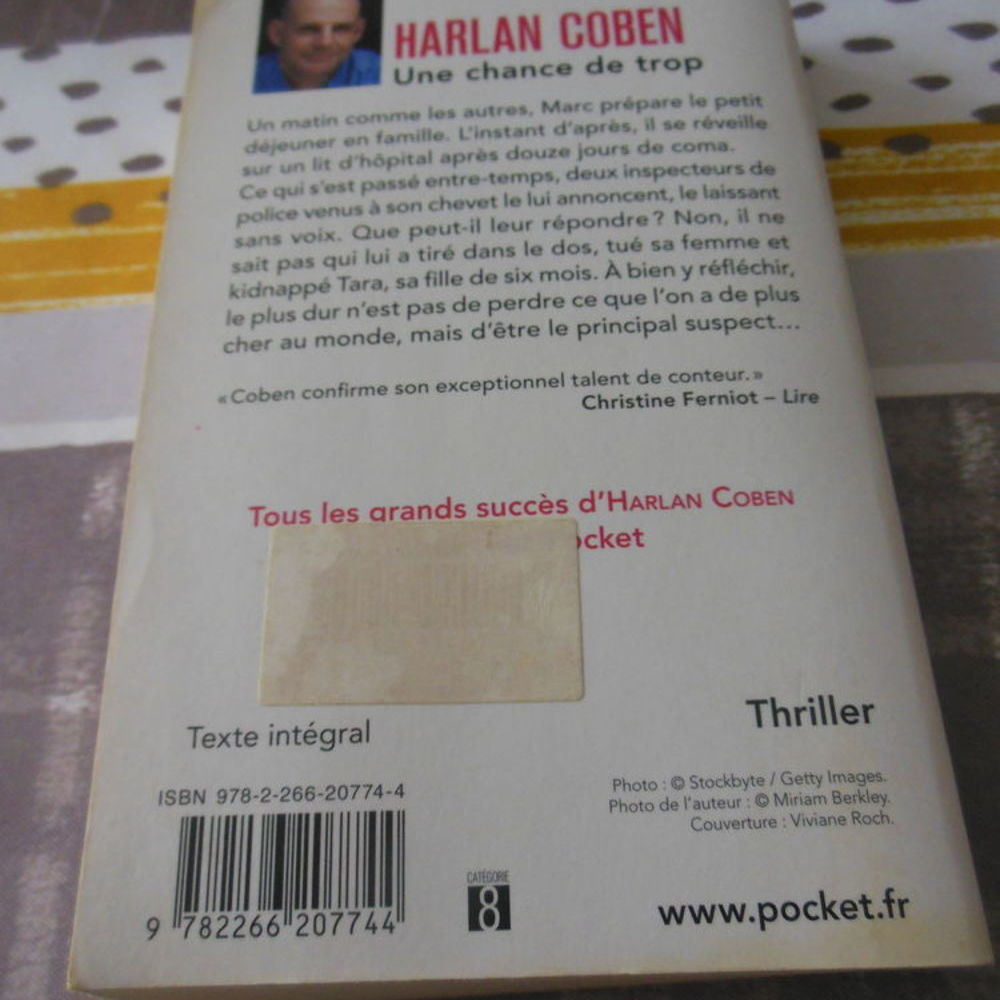 HARLAN COBEN
Une chance de trop
Un matin comme les autres, Marc prépare le petit
déjeuner en famille. L'instant d'après, il se réveille
sur un lit d'hôpital après douze jours de coma.
Ce qui s'est passé entre-temps, deux inspecteurs de
police venus à son chevet le lui annoncent, le laissant
sans voix. Que peut-il leur répondre ? Non, il ne
sait pas qui lui a tiré dans le dos, tué sa femme et
kidnappé Tara, sa fille de six mois. À bien y réfléchir,
le plus dur n'est pas de perdre ce que l'on a de plus
cher au monde, mais d'être le principal suspect…
« Coben confirme son exceptionnel talent de conteur. »
Christine Ferniot – Lire
Tous les grands succès d'HARLAN COBEN
ocket
Texte intégral
Thriller
ISBN 978-2-266-20774-4
Photo : © Stockbyte / Getty Images.
Photo de l'auteur : © Miriam Berkley.
Couverture : Viviane Roch.
9 782266 207744
CATÉGORIE
8
www.pocket.fr